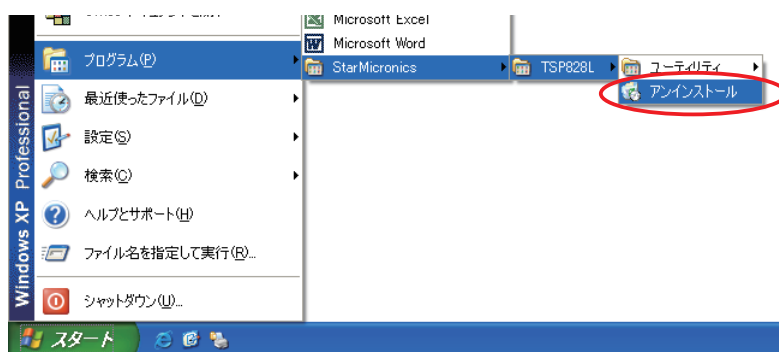 Microsoft Excel
Microsoft Word
プログラム(P)
StarMicronics
TSP828L
ユーティリティ
アンインストール
最近使ったファイル(D)
設定(S)
検索(C)
ヘルプとサポート(H)
ファイル名を指定して実行(R)...
シャットダウン(U)...
Windows XP Professional
スタート